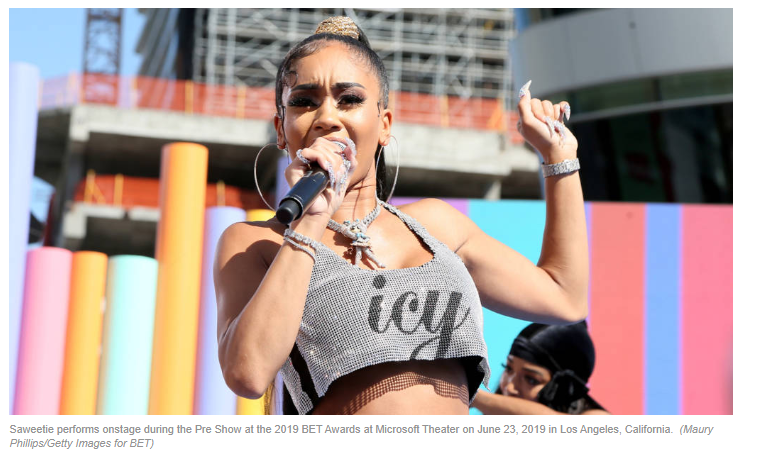 icy
Saweetie performs onstage during the Pre Show at the 2019 BET Awards at Microsoft Theater on June 23, 2019 in Los Angeles, California. (Maury
Phillips/Getty Images for BET)